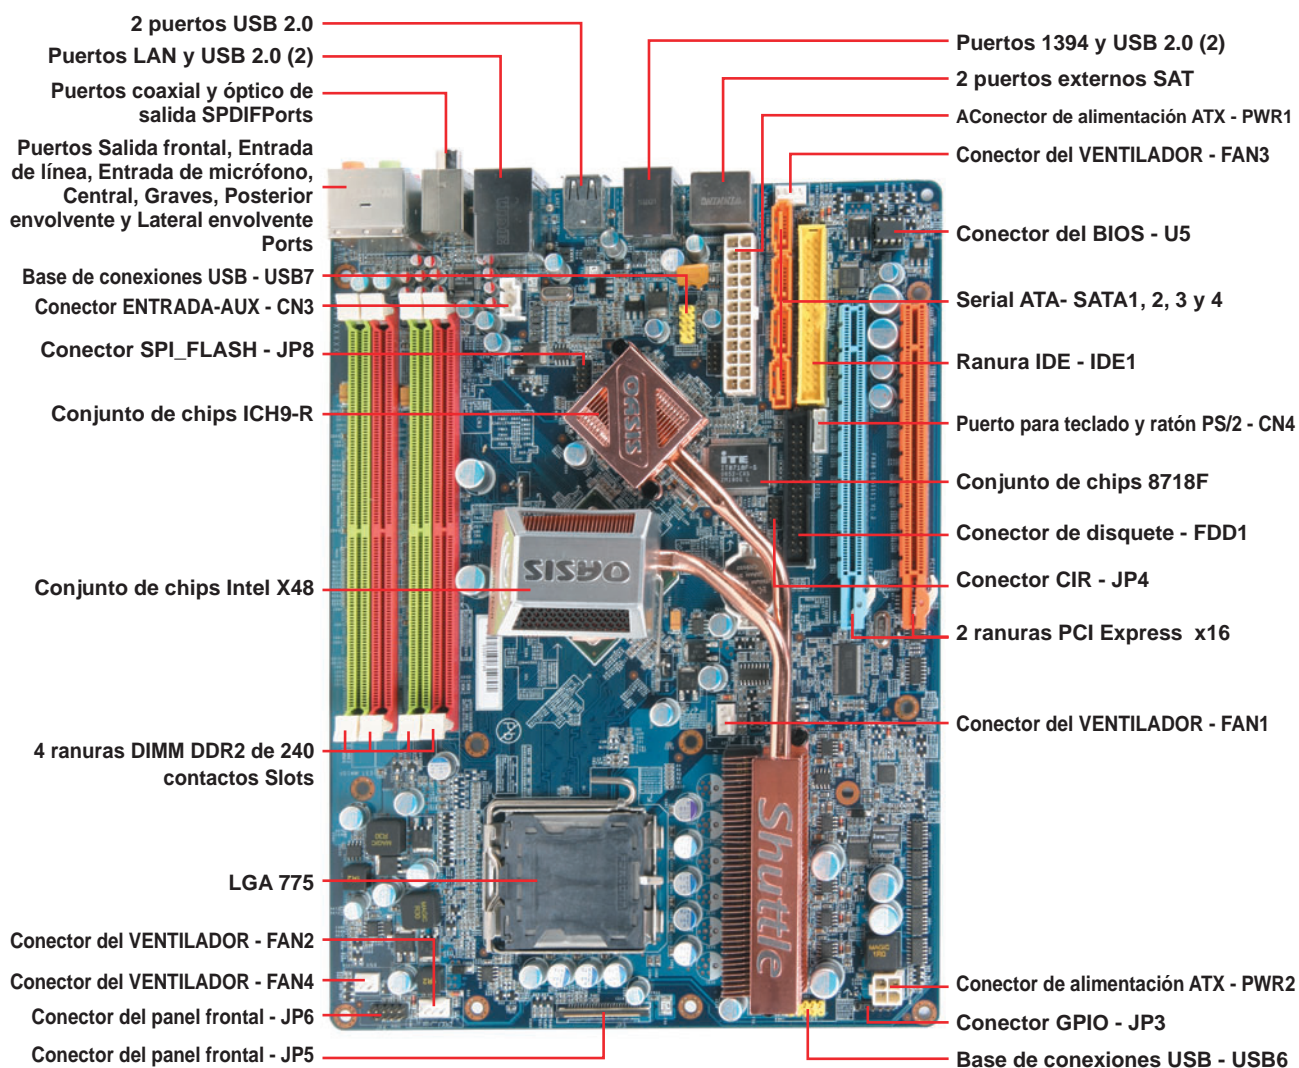 2 puertos USB 2.0
Puertos LAN y USB 2.0 (2)
Puertos coaxial y óptico de
salida SPDIFPorts
Puertos Salida frontal, Entrada
de línea, Entrada de micrófono,
Central, Graves, Posterior
envolvente y Lateral envolvente
Ports
Base de conexiones USB - USB7
Conector ENTRADA-AUX - CN3
Conector SPI_FLASH - JP8
Conjunto de chips ICH9-R
Conjunto de chips Intel X48
4 ranuras DIMM DDR2 de 240
contactos Slots
LGA 775
Conector del VENTILADOR - FAN2
Conector del VENTILADOR - FAN4
Conector del panel frontal - JP6
Conector del panel frontal - JP5
Puertos 1394 y USB 2.0 (2)
2 puertos externos SAT
AConector de alimentación ATX - PWR1
Conector del VENTILADOR - FAN3
Conector del BIOS - U5
Serial ATA- SATA1, 2, 3 y 4
Ranura IDE - IDE1
Puerto para teclado y ratón PS/2 - CN4
Conjunto de chips 8718F
Conector de disquete - FDD1
Conector CIR - JP4
2 ranuras PCI Express x16
Conector del VENTILADOR - FAN1
Conector de alimentación ATX - PWR2
Conector GPIO - JP3
Base de conexiones USB - USB6
OASIS
iTE
OASIS
Shuttle